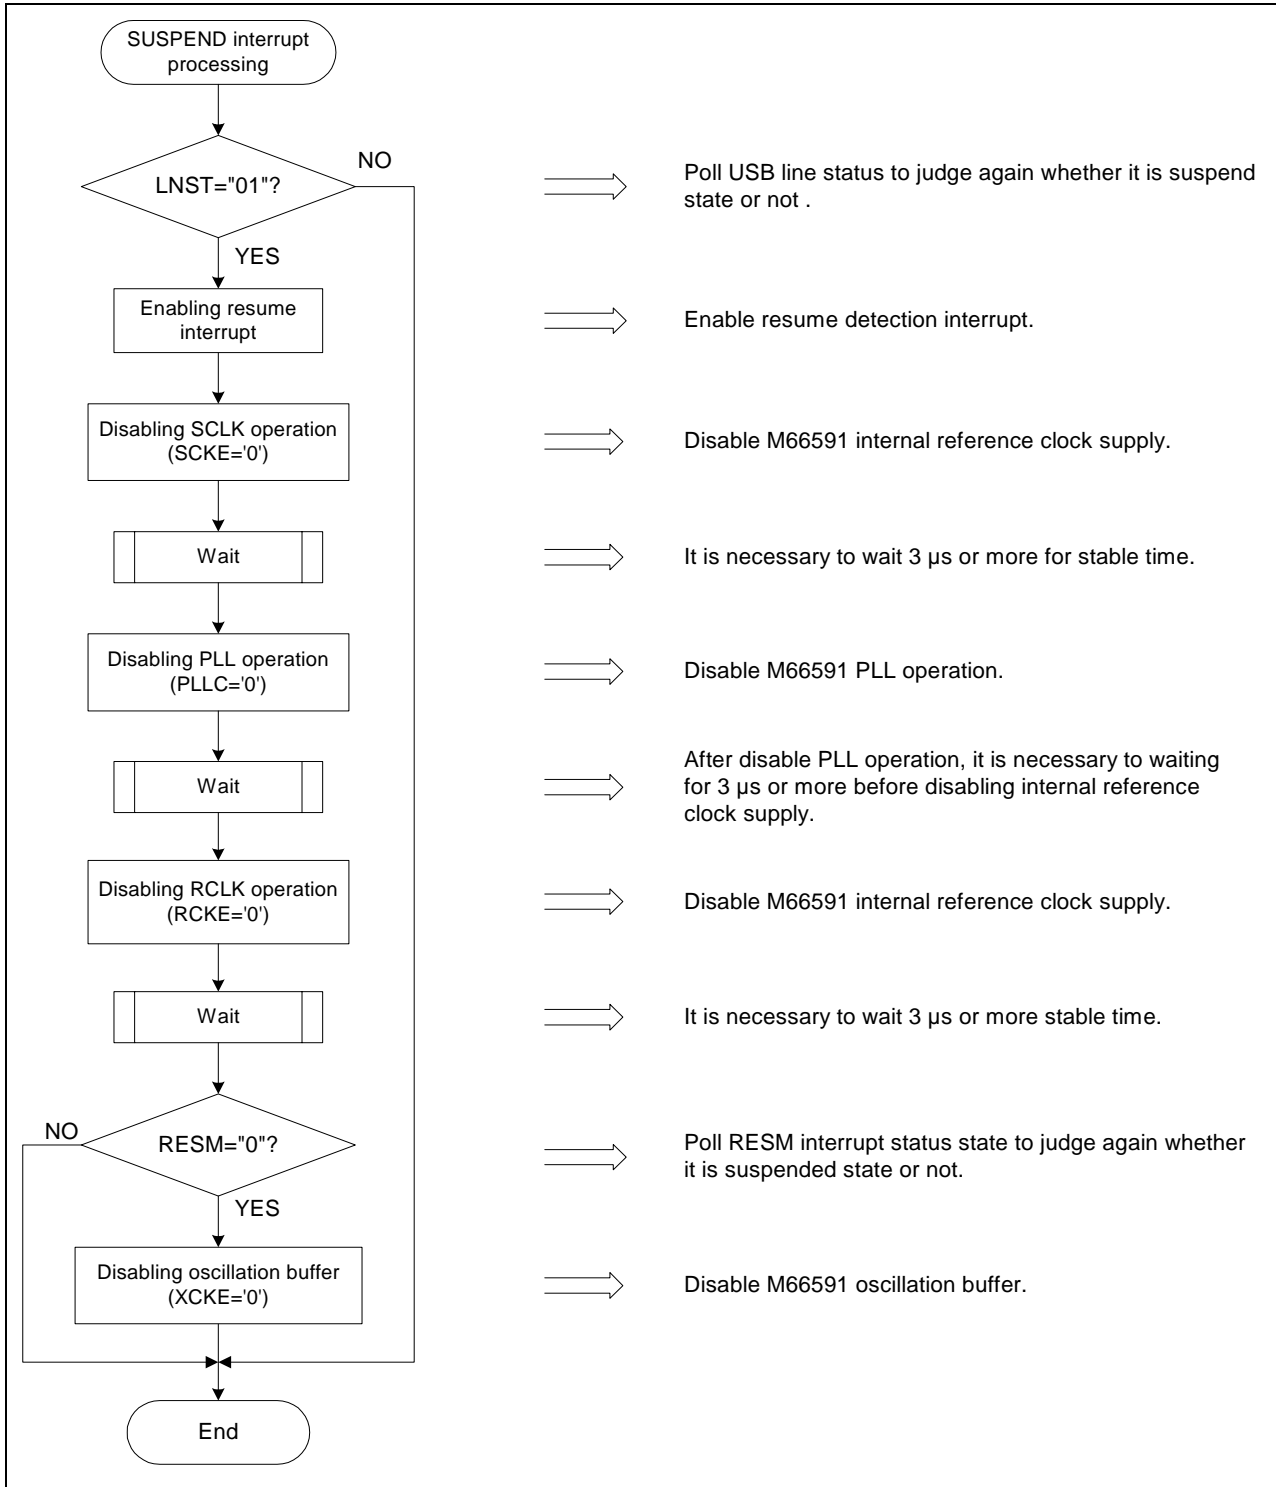 SUSPEND interrupt
processing
NO
LNST="01"?
Poll USB line status to judge again whether it is suspend
state or not .
YES
Enabling resume
interrupt
Enable resume detection interrupt.
Disabling SCLK operation
(SCKE='0')
Disable M66591 internal reference clock supply.
Wait
It is necessary to wait 3 µs or more for stable time.
Disabling PLL operation
(PLLC='0')
Disable M66591 PLL operation.
Wait
After disable PLL operation, it is necessary to waiting
for 3 µs or more before disabling internal reference
clock supply.
Disabling RCLK operation
(RCKE='0')
Disable M66591 internal reference clock supply.
Wait
It is necessary to wait 3 µs or more stable time.
NO
RESM="0"?
Poll RESM interrupt status state to judge again whether
it is suspended state or not.
YES
Disabling oscillation buffer
(XCKE='0')
Disable M66591 oscillation buffer.
End